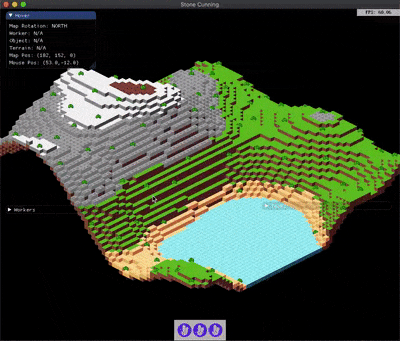 Stone Cunning.
FPS: 60.06
▼ Hover
Map Rotation: NORTH
Worker: N/A
Object: N/A
Terrain: N/A
Map Pos: (102, 152, 0)
Mouse Pos: (53.0,-12.0)
▶ Workers